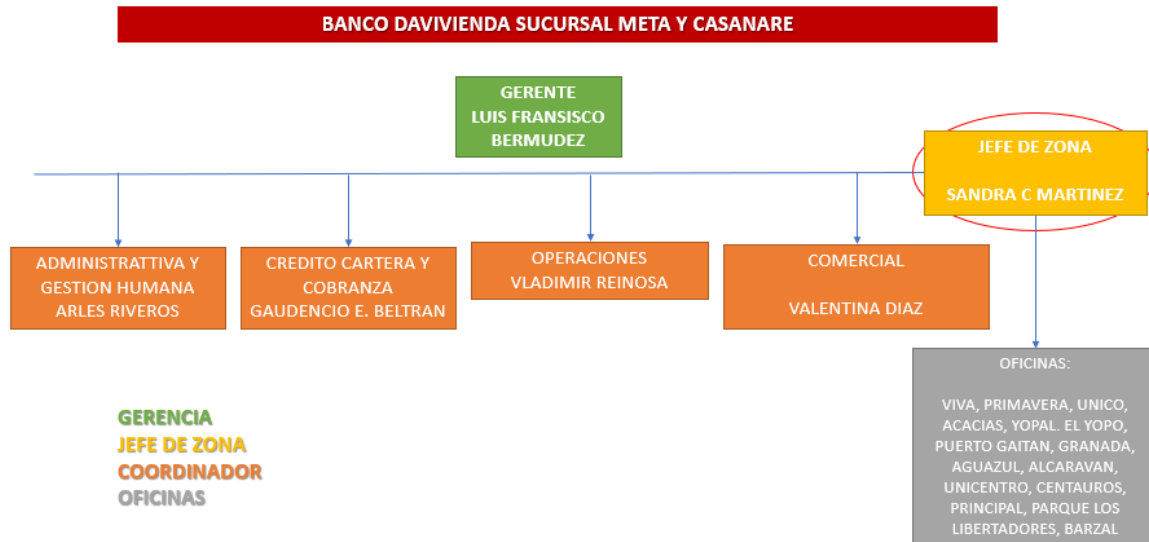 BANCO DAVIVIENDA SUCURSAL META Y CASANARE
GERENTE
LUIS FRANSISCO
BERMUDEZ
JEFE DE ZONA
SANDRA C MARTINEZ
ADMINISTRATTIVA Y
GESTION HUMANA
ARLES RIVEROS
CREDITO CARTERA Y
COBRANZA
GAUDENCIO E. BELTRAN
OPERACIONES
VLADIMIR REINOSA
COMERCIAL
VALENTINA DIAZ
OFICINAS:
VIVA, PRIMAVERA, UNICO,
ACACIAS, YOPAL. EL YOPO,
PUERTO GAITAN, GRANADA,
AGUAZUL, ALCARAVAN,
UNICENTRO, CENTAUROS,
PRINCIPAL, PARQUE LOS
LIBERTADORES, BARZAL
GERENCIA
JEFE DE ZONA
COORDINADOR
OFICINAS